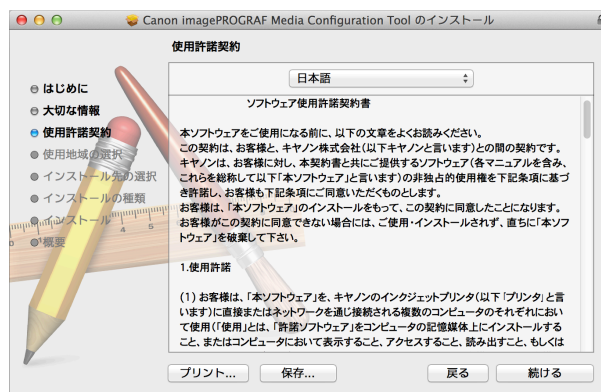 Canon imagePROGRAF Media Configuration Tool のインストール
使用許諾契約
はじめに
大切な情報
使用許諾契約
使用地域の選択
インストール先の選択
インストールの種類
インストール
概要
日本語
ソフトウェア使用許諾契約書
本ソフトウェアをご使用になる前に、以下の文章をよくお読みください。
この契約は、お客様と、キヤノン株式会社(以下キヤノンと言います)との間の契約です。
キヤノンは、お客様に対し、本契約書と共にご提供するソフトウェア(各マニュアルを含み、
これらを総称して以下「本ソフトウェア」と言います)の非独占的使用権を下記条項に基づ
き許諾し、お客様も下記条項にご同意いただくものとします。
お客様は、「本ソフトウェア」のインストールをもって、この契約に同意したことになります。
お客様がこの契約に同意できない場合には、ご使用・インストールされず、直ちに「本ソフ
トウェア」を破棄して下さい。
1.使用許諾
(1) お客様は、「本ソフトウェア」を、キヤノンのインクジェットプリンタ(以下「プリンタ」と言
います)に直接またはネットワークを通じ接続される複数のコンピュータのそれぞれにおい
て使用(「使用」とは、「許諾ソフトウェア」をコンピュータの記憶媒体上にインストールする
こと、またはコンピュータにおいて表示すること、アクセスすること、読み出すこと、もしくは
プリント...
保存...
戻る
続ける